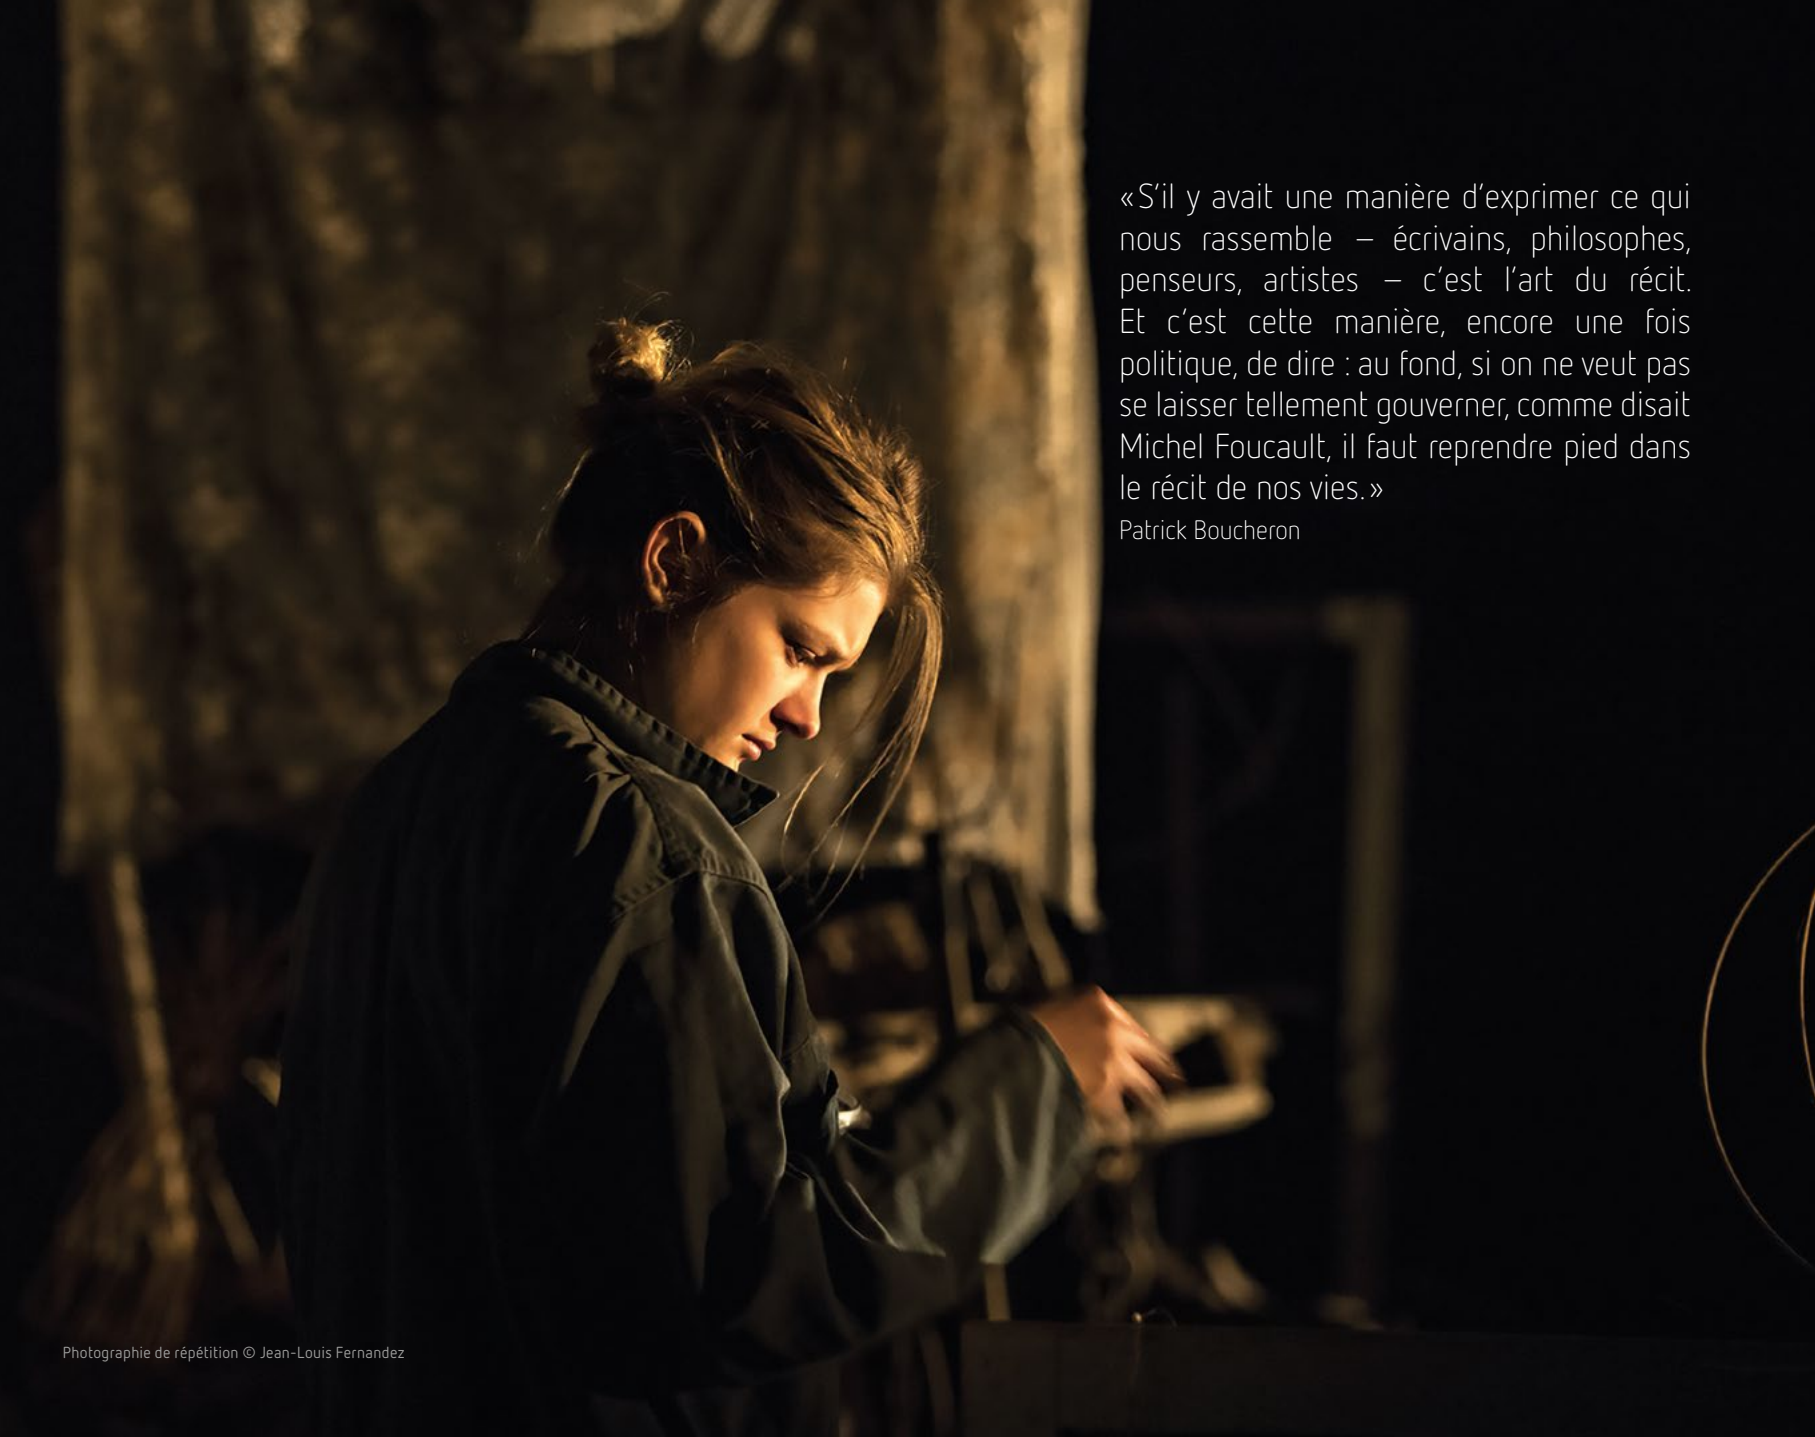 « S’il y avait une manière d’exprimer ce qui
nous rassemble – écrivains, philosophes,
penseurs, artistes – c’est l’art du récit.
Et c’est cette manière, encore une fois
politique, de dire : au fond, si on ne veut pas
se laisser tellement gouverner, comme disait
Michel Foucault, il faut reprendre pied dans
le récit de nos vies. »
Patrick Boucheron
Photographie de répétition © Jean-Louis Fernandez